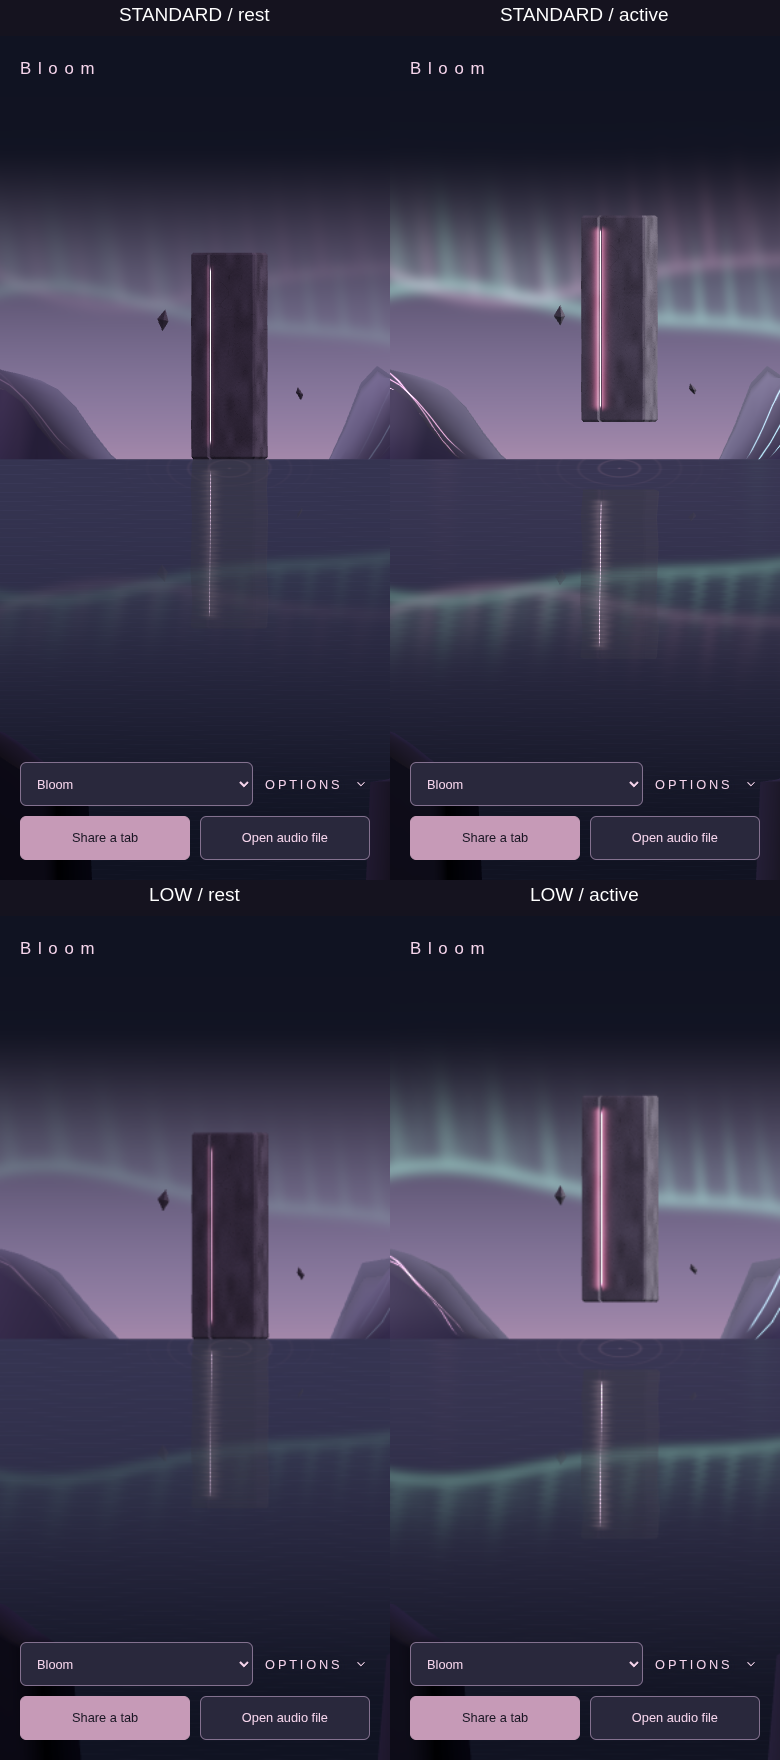 STANDARD / rest
STANDARD / active
Bloom
Bloom
Bloom
OPTIONS
Bloom
OPTIONS
Share a tab
Open audio file
Share a tab
Open audio file
LOW / rest
LOW / active
Bloom
Bloom
Bloom
OPTIONS
Bloom
OPTIONS
Share a tab
Open audio file
Share a tab
Open audio file